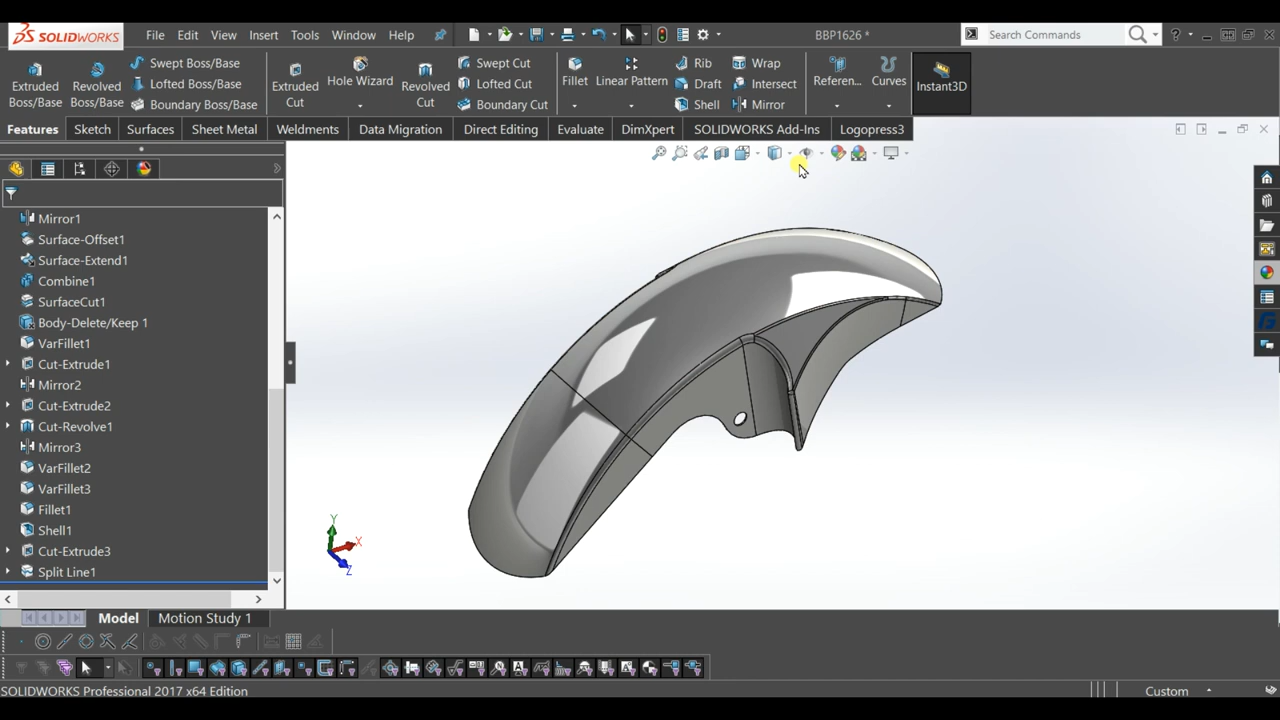 SOLIDWORKS File Edit View Insert Tools Window Help BBP1626 * Search Commands
Extruded Boss/Base Revolved Boss/Base Swept Boss/Base Lofted Boss/Base Boundary Boss/Base Extruded Cut Hole Wizard Revolved Cut Swept Cut Lofted Cut Boundary Cut Fillet Linear Pattern Rib Draft Shell Wrap Intersect Mirror Referen... Curves Instant3D
Features Sketch Surfaces Sheet Metal Weldments Data Migration Direct Editing Evaluate DimXpert SOLIDWORKS Add-Ins Logopress3
Mirror1
Surface-Offset1
Surface-Extend1
Combine1
SurfaceCut1
Body-Delete/Keep 1
VarFillet1
Cut-Extrude1
Mirror2
Cut-Extrude2
Cut-Revolve1
Mirror3
VarFillet2
VarFillet3
Fillet1
Shell1
Cut-Extrude3
Split Line1
Y
X
Z
Model Motion Study 1
SOLIDWORKS Professional 2017 x64 Edition Custom